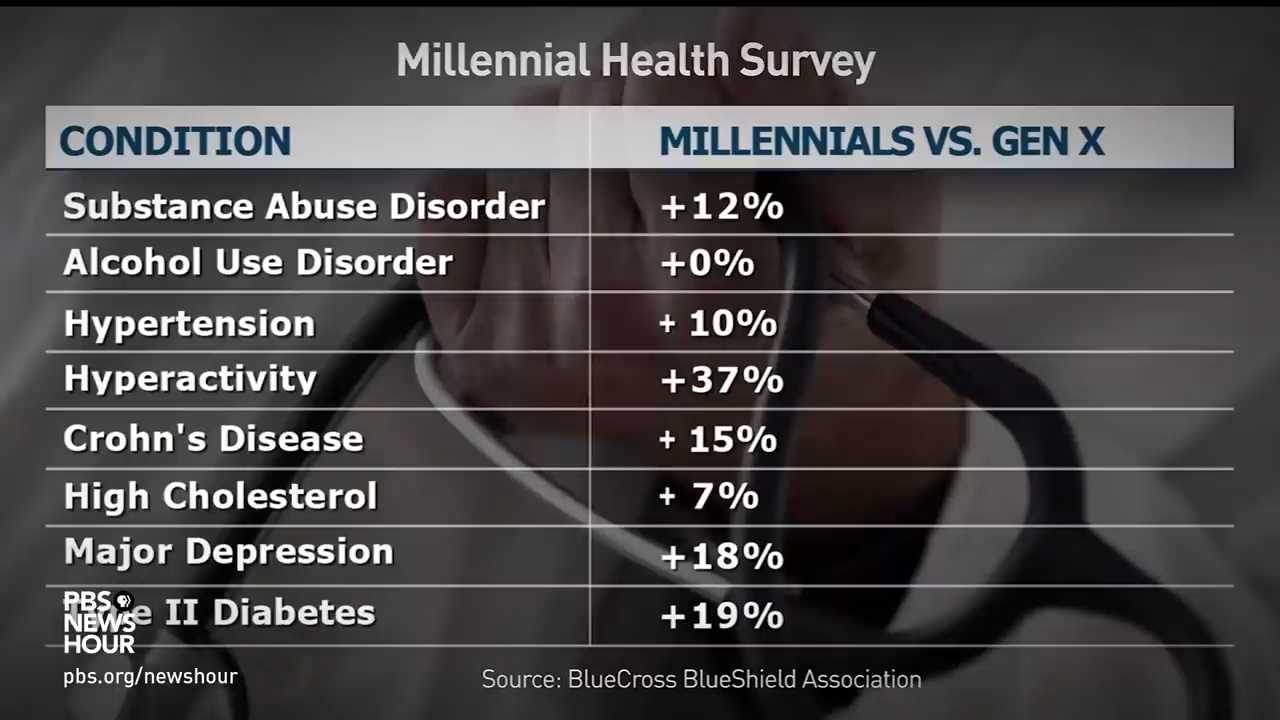 Millennial Health Survey
CONDITION MILLENNIALS VS. GEN X
Substance Abuse Disorder +12%
Alcohol Use Disorder +0%
Hypertension + 10%
Hyperactivity +37%
Crohn's Disease + 15%
High Cholesterol + 7%
Major Depression +18%
II Diabetes +19%
PBS
NEWS
HOUR
pbs.org/newshour
Source: BlueCross BlueShield Association